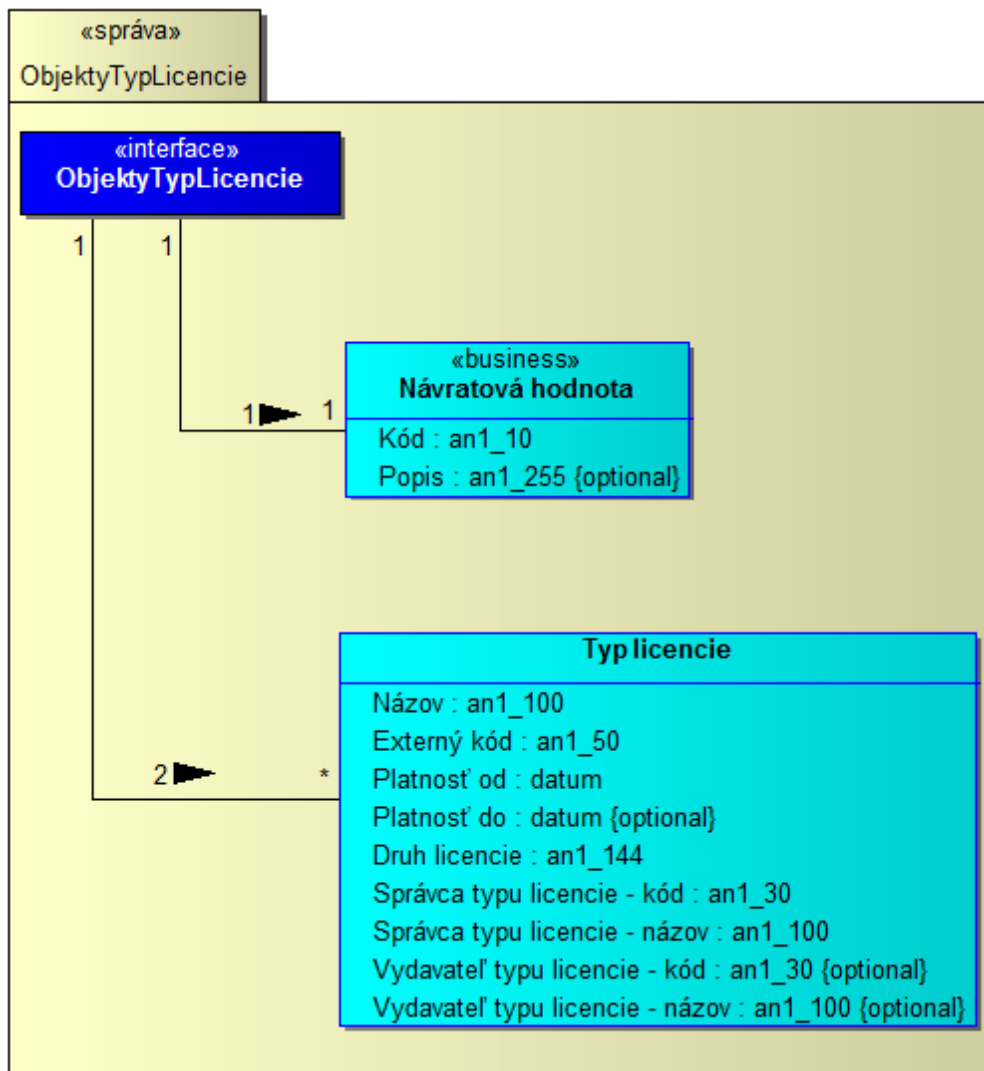 «správa»
ObjektyTypLicencie
«interface»
ObjektyTypLicencie
1
1
«business»
Návratová hodnota
1
1
Kód : an1_10
Popis : an1_255 {optional}
Typ licencie
Názov : an1_100
Externý kód : an1_50
2
*
Platnosť od : datum
Platnosť do : datum {optional}
Druh licencie : an1_144
Správca typu licencie - kód : an1_30
Správca typu licencie - názov : an1_100
Vydavateľ typu licencie - kód : an1_30 {optional}
Vydavateľ typu licencie - názov : an1_100 {optional}